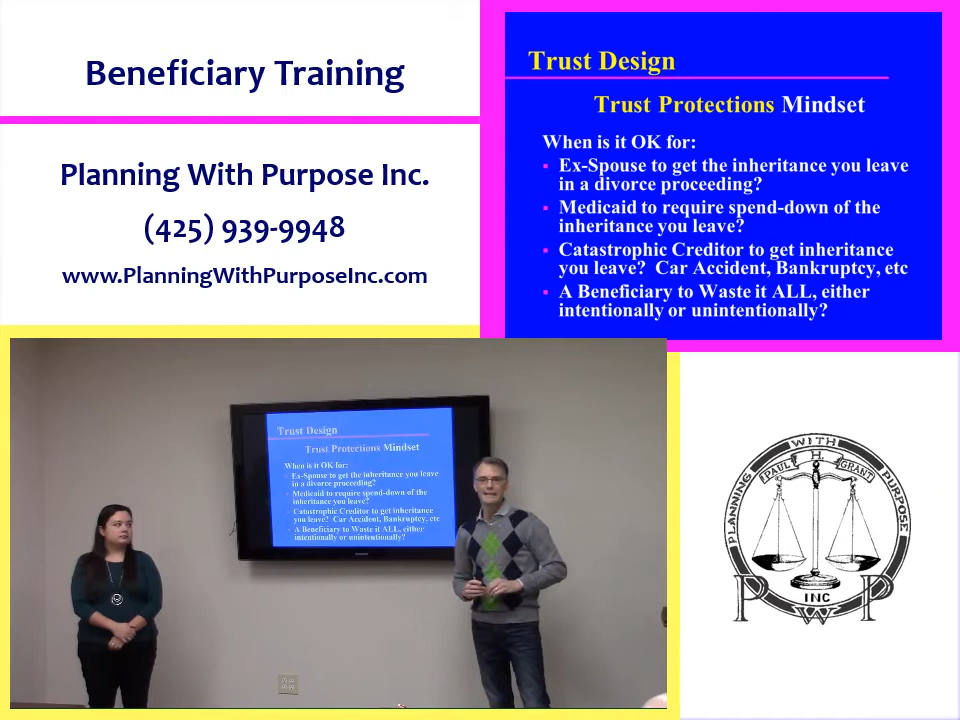 Beneficiary Training
Planning With Purpose Inc.
(425) 939-9948
www.PlanningWithPurposeInc.com
Trust Design
Trust Protections Mindset
When is it OK for:
Ex-Spouse to get the inheritance you leave
in a divorce proceeding?
Medicaid to require spend-down of the
inheritance you leave?
Catastrophic Creditor to get inheritance
you leave? Car Accident, Bankruptcy, etc
A Beneficiary to Waste it ALL, either
intentionally or unintentionally?
Trust Design
Trust Protections Mindset
When is it OK for:
Ex-Spouse to get the inheritance you leave
in a divorce proceeding?
Medicaid to require spend-down of the
inheritance you leave?
Catastrophic Creditor to get inheritance
you leave? Car Accident, Bankruptcy, etc
A Beneficiary to Waste it ALL, either
intentionally or unintentionally?
PLANNING WITH PURPOSE
PAUL H. GRANT
INC
PWP